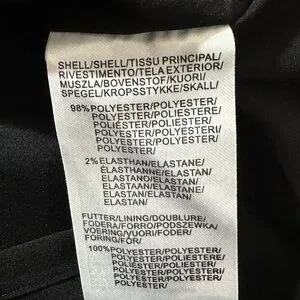 SHELL/SHELL/TISSU PRINCIPAL/
RIVESTIMENTO/TELA EXTERIOR/
MUSZLA/BOVENSTOF/KUORI/
SPEGEL/KROPSSTYKKE/SKALL/
98%POLYESTER/POLYESTER/
POLYESTER/POLIESTERE/
POLIÉSTER/POLIESTER/
POLYESTER/POLYESTERI/
POLYESTER/POLYESTER/
POLYESTER/
2%ELASTHAN/ELASTANE/
ÉLASTHANNE/ELASTAN/
ELASTANO/ELASTAN/
ELASTAAN/ELASTAANI/
ELASTAN/ELASTAN/
ELASTAN/
FUTTER/LINING/DOUBLURE/
FODERA/FORRO/PODSZEWKA/
VOERING/VUORI/FODER/
FORING/FÔR/
100%POLYESTER/POLYESTER/
POLYESTER/POLIESTERE/
POLIÉSTER/POLIESTER/
POLYESTER/POLYESTERI/
POLYESTER/POLYESTER/
POLYESTER/